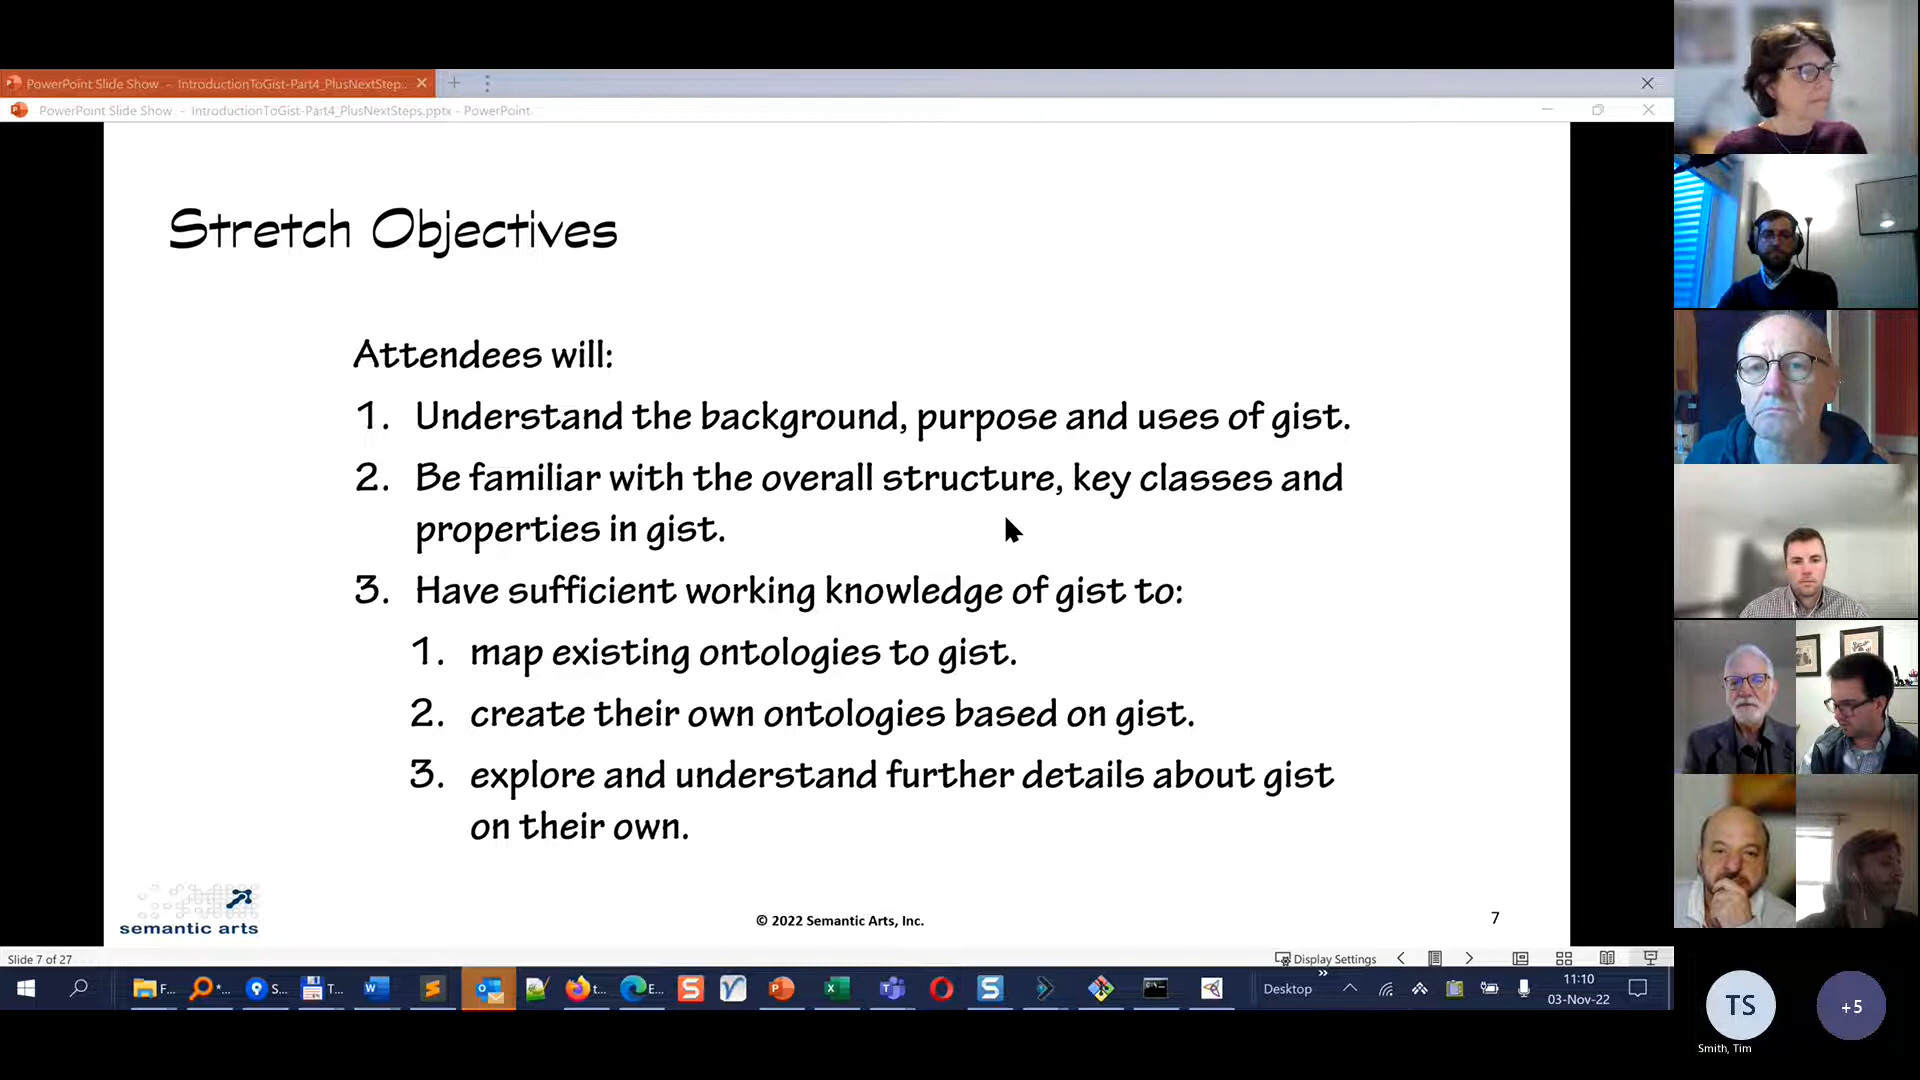 PowerPoint Slide Show - IntroductionToGist-Part4_PlusNextStep..
PowerPoint Slide Show - IntroductionToGist-Part4_PlusNextSteps.pptx - PowerPoint
Stretch Objectives
Attendees will:
1. Understand the background, purpose and uses of gist.
2. Be familiar with the overall structure, key classes and
properties in gist.
3. Have sufficient working knowledge of gist to:
1. map existing ontologies to gist.
2. create their own ontologies based on gist.
3. explore and understand further details about gist
on their own.
semantic arts
© 2022 Semantic Arts, Inc.
7
Slide 7 of 27
Display Settings
F...
S...
T...
t...
E...
Desktop
11:10
03-Nov-22
TS
+5
Smith, Tim